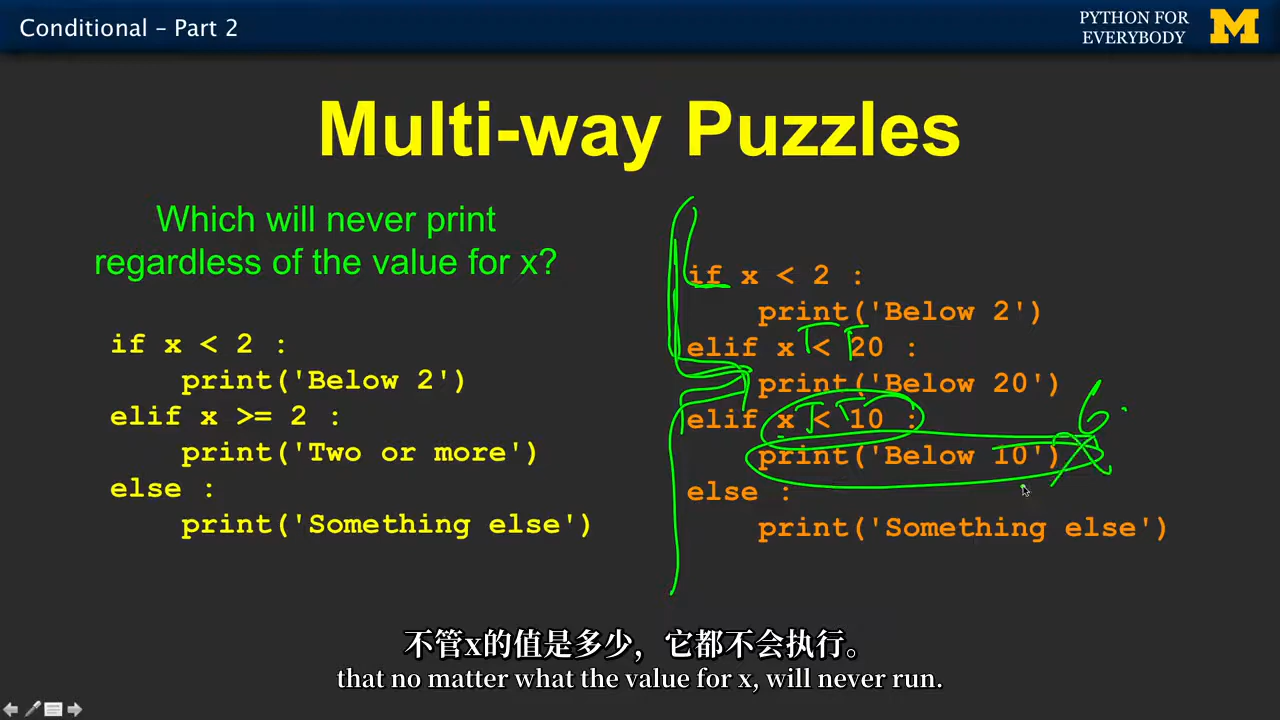 Conditional – Part 2
PYTHON FOR
EVERYBODY
M
Multi-way Puzzles
Which will never print
regardless of the value for x?
if x < 2 :
print('Below 2')
elif x >= 2 :
print('Two or more')
else :
print('Something else')
if x < 2 :
print('Below 2')
elif x < 20 :
T F
print('Below 20')
elif x < 10 :
T F
6
print('Below 10')
else :
print('Something else')
不管x的值是多少，它都不会执行。
that no matter what the value for x, will never run.